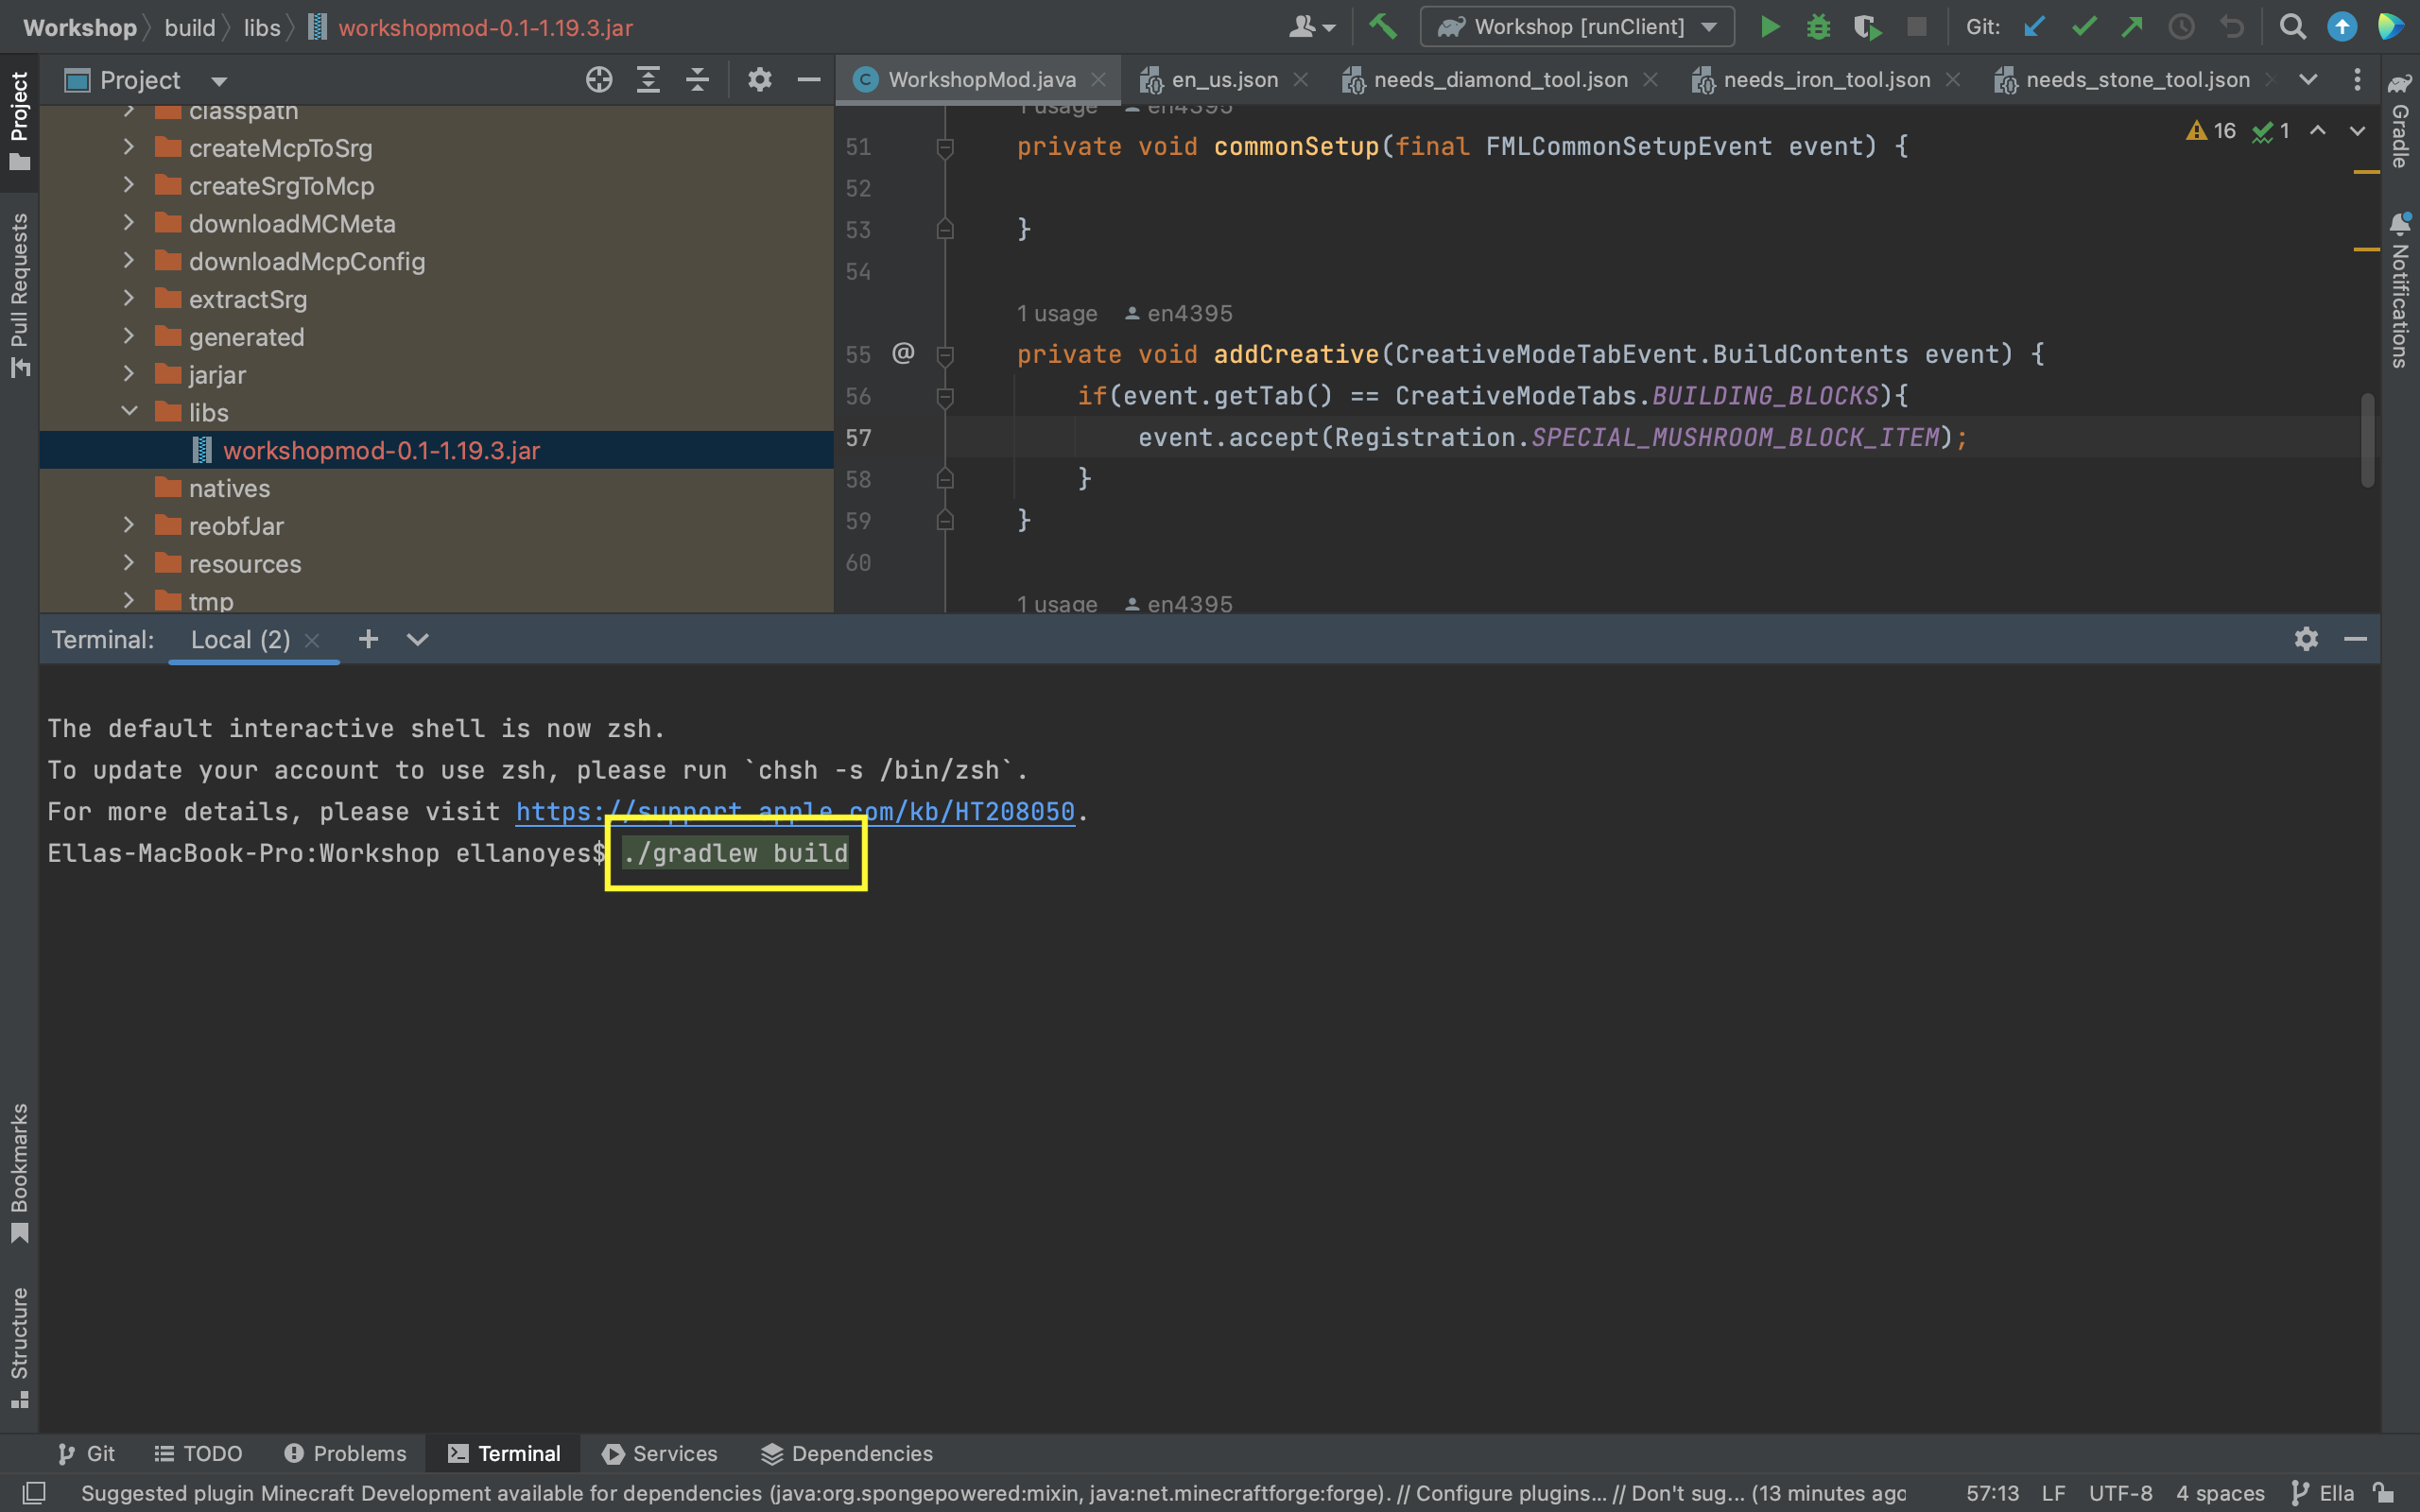 Workshop build libs workshopmod-0.1-1.19.3.jar Workshop [runClient] Git:
Project
WorkshopMod.java en_us.json needs_diamond_tool.json needs_iron_tool.json needs_stone_tool.json
Project
Pull Requests
Bookmarks
Structure
Gradle
Notifications
classpath
createMcpToSrg
createSrgToMcp
downloadMCMeta
downloadMcpConfig
extractSrg
generated
jarjar
libs
workshopmod-0.1-1.19.3.jar
natives
reobfJar
resources
tmp
1 usage en4395
16 1
51 private void commonSetup(final FMLCommonSetupEvent event) {
52
53 }
54
1 usage en4395
55 @ private void addCreative(CreativeModeTabEvent.BuildContents event) {
56 if(event.getTab() == CreativeModeTabs.BUILDING_BLOCKS){
57 event.accept(Registration.SPECIAL_MUSHROOM_BLOCK_ITEM);
58 }
59 }
60
1 usage en4395
Terminal: Local (2)
The default interactive shell is now zsh.
To update your account to use zsh, please run `chsh -s /bin/zsh`.
For more details, please visit https://support.apple.com/kb/HT208050.
Ellas-MacBook-Pro:Workshop ellanoyes$ ./gradlew build
Git TODO Problems Terminal Services Dependencies
Suggested plugin Minecraft Development available for dependencies (java:org.spongepowered:mixin, java:net.minecraftforge:forge). // Configure plugins... // Don't sug... (13 minutes ago 57:13 LF UTF-8 4 spaces Ella